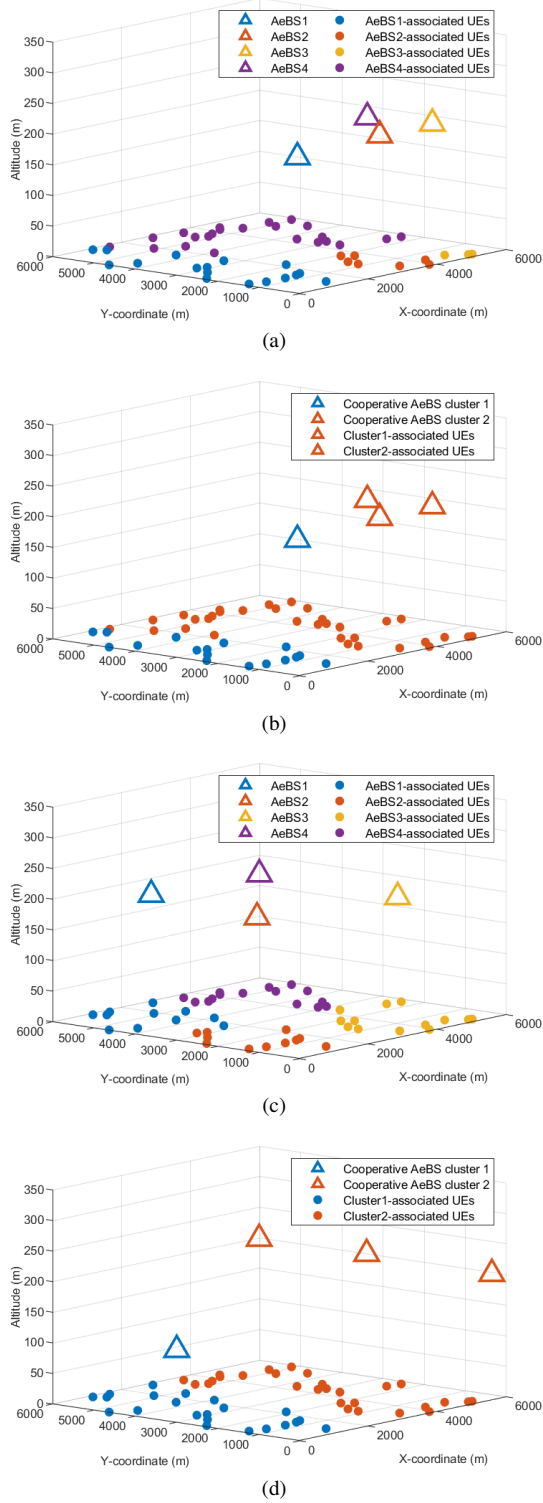 350
300
250
200
150
100
50
0
Altitude (m)
AeBS1 AeBS1-associated UEs
AeBS2 AeBS2-associated UEs
AeBS3 AeBS3-associated UEs
AeBS4 AeBS4-associated UEs
6000 5000 4000 3000 2000 1000 0
Y-coordinate (m)
0 2000 4000 6000
X-coordinate (m)
(a)
350
300
250
200
150
100
50
0
Altitude (m)
Cooperative AeBS cluster 1
Cooperative AeBS cluster 2
Cluster1-associated UEs
Cluster2-associated UEs
6000 5000 4000 3000 2000 1000 0
Y-coordinate (m)
0 2000 4000 6000
X-coordinate (m)
(b)
350
300
250
200
150
100
50
0
Altitude (m)
AeBS1 AeBS1-associated UEs
AeBS2 AeBS2-associated UEs
AeBS3 AeBS3-associated UEs
AeBS4 AeBS4-associated UEs
6000 5000 4000 3000 2000 1000 0
Y-coordinate (m)
0 2000 4000 6000
X-coordinate (m)
(c)
350
300
250
200
150
100
50
0
Altitude (m)
Cooperative AeBS cluster 1
Cooperative AeBS cluster 2
Cluster1-associated UEs
Cluster2-associated UEs
6000 5000 4000 3000 2000 1000 0
Y-coordinate (m)
0 2000 4000 6000
X-coordinate (m)
(d)